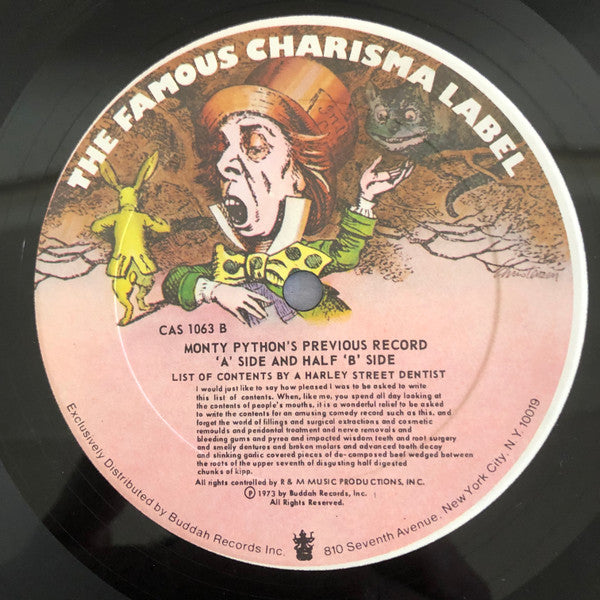 THE FAMOUS CHARISMA LABEL
CAS 1063 B
MONTY PYTHON'S PREVIOUS RECORD
'A' SIDE AND HALF 'B' SIDE
LIST OF CONTENTS BY A HARLEY STREET DENTIST
I would just like to say how pleased I was to be asked to write
this list of contents. When, like me, you spend all day looking at
the contents of people's mouths, it is a wonderful relief to be asked
to write the contents for an amusing comedy record such as this, and
forget the world of fillings and surgical extractions and cosmetic
remoulds and peridontal treatment and nerve removals and
bleeding gums and pyrea and impacted wisdom teeth and root surgery
and smelly dentures and broken molars and advanced tooth decay
and stinking garlic covered pieces of de-composed beef wedged between
the roots of the upper seventh of disgusting half digested
chunks of kipp.
All rights controlled by R & M MUSIC PRODUCTIONS, INC.
Ⓟ 1973 by Buddah Records, Inc.
All Rights Reserved.
Exclusively Distributed by Buddah Records Inc. 810 Seventh Avenue, New York City, N.Y. 10019